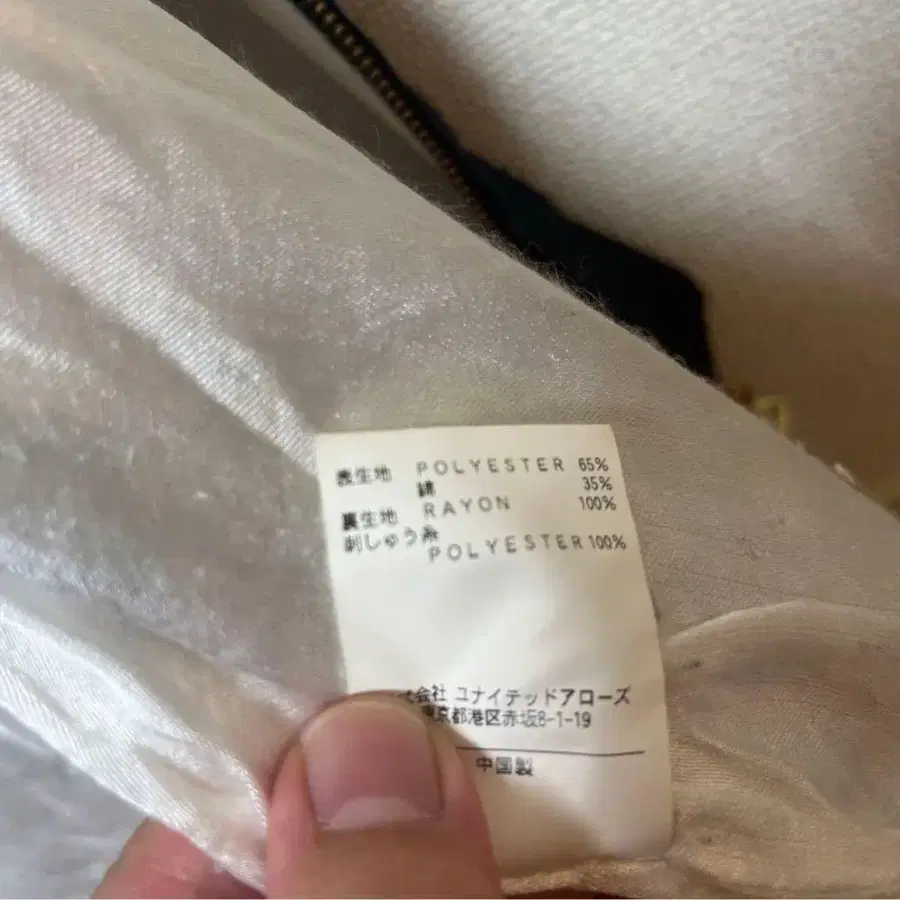 表生地 POLYESTER 65%
綿 35%
裏生地 RAYON 100%
刺しゅう糸
POLYESTER 100%
会社 ユナイテッドアローズ
東京都港区赤坂8-1-19
中国製